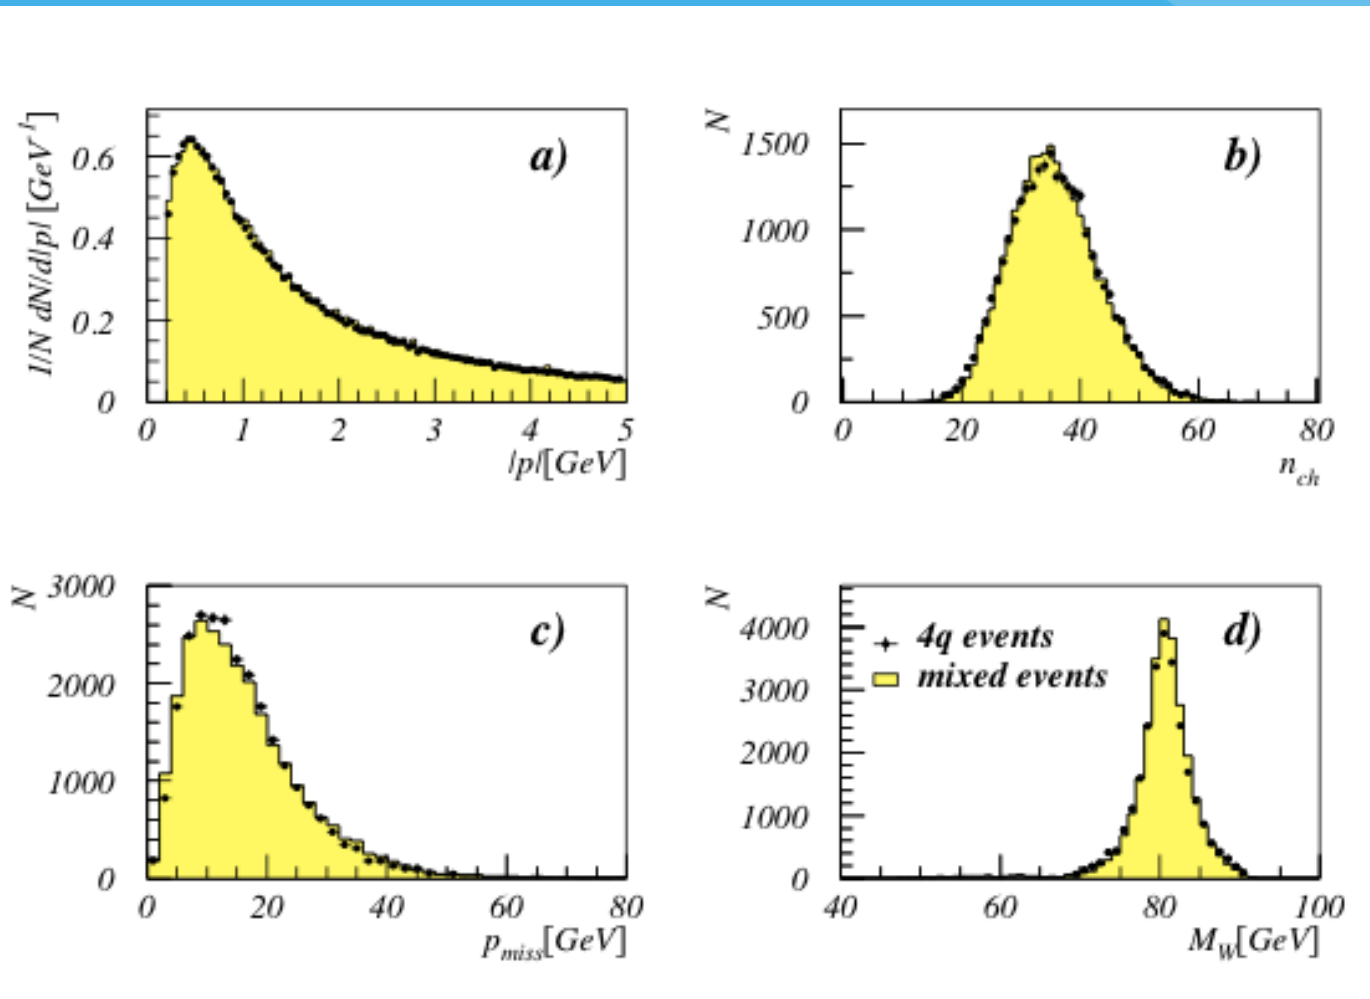 a)
1/N dN/d|p| [GeV⁻¹]
0.6
0.4
0.2
0
0 1 2 3 4 5
|p|[GeV]
b)
N
1500
1000
500
0
0 20 40 60 80
n_ch
c)
N
3000
2000
1000
0
0 20 40 60 80
p_miss[GeV]
d)
N
4q events
mixed events
4000
3000
2000
1000
0
40 60 80 100
M_W[GeV]